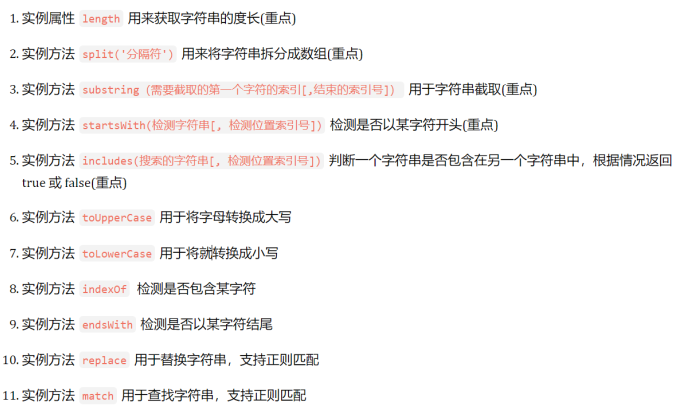 1. 实例属性 length 用来获取字符串的度长(重点)
2. 实例方法 split('分隔符') 用来将字符串拆分成数组(重点)
3. 实例方法 substring（需要截取的第一个字符的索引[,结束的索引号]） 用于字符串截取(重点)
4. 实例方法 startsWith(检测字符串[, 检测位置索引号]) 检测是否以某字符开头(重点)
5. 实例方法 includes(搜索的字符串[, 检测位置索引号]) 判断一个字符串是否包含在另一个字符串中，根据情况返回
true 或 false(重点)
6. 实例方法 toUpperCase 用于将字母转换成大写
7. 实例方法 toLowerCase 用于将就转换成小写
8. 实例方法 indexOf 检测是否包含某字符
9. 实例方法 endsWith 检测是否以某字符结尾
10. 实例方法 replace 用于替换字符串，支持正则匹配
11. 实例方法 match 用于查找字符串，支持正则匹配